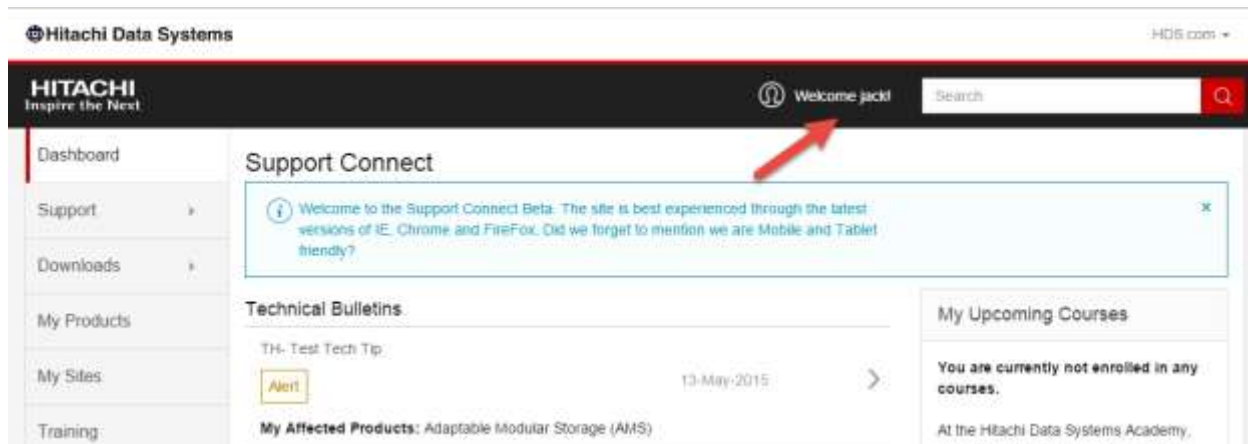 Hitachi Data Systems
HDS.com
HITACHI
Inspire the Next
Welcome jack!
Search
Dashboard
Support
Downloads
My Products
My Sites
Training
Support Connect
Welcome to the Support Connect Beta. The site is best experienced through the latest
versions of IE, Chrome and FireFox. Did we forget to mention we are Mobile and Tablet
friendly?
Technical Bulletins
TH- Test Tech Tip
Alert
13-May-2015
My Affected Products: Adaptable Modular Storage (AMS)
My Upcoming Courses
You are currently not enrolled in any
courses.
At the Hitachi Data Systems Academy,